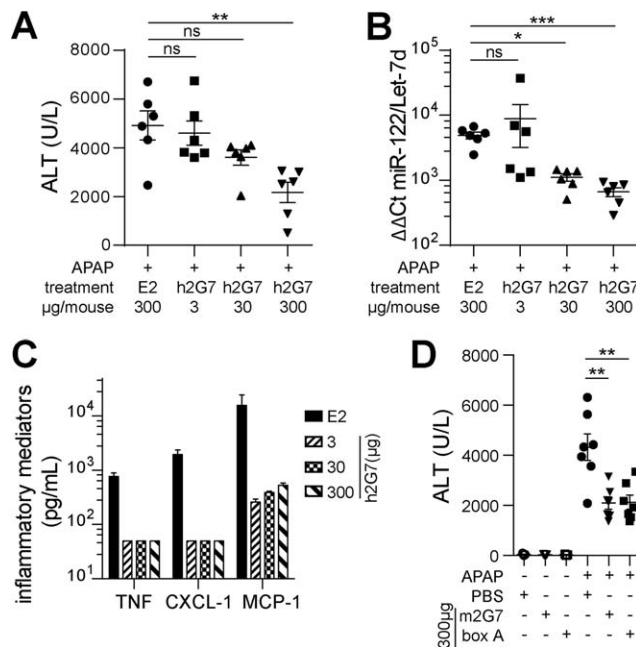 A
**
ns
ns
8000
6000
4000
2000
0
ALT (U/L)
APAP + + + +
treatment E2 h2G7 h2G7 h2G7
µg/mouse 300 3 30 300
B
***
*
ns
10^5
10^4
10^3
10^2
ΔΔCt miR-122/Let-7d
APAP + + + +
treatment E2 h2G7 h2G7 h2G7
µg/mouse 300 3 30 300
C
inflammatory mediators
(pg/mL)
10^4
10^3
10^2
10^1
TNF CXCL-1 MCP-1
E2
3
30
300
h2G7(µg)
D
**
**
8000
6000
4000
2000
0
ALT (U/L)
APAP - - - + + +
PBS + - - + - -
m2G7 - + - - + -
box A - - + - - +
300µg